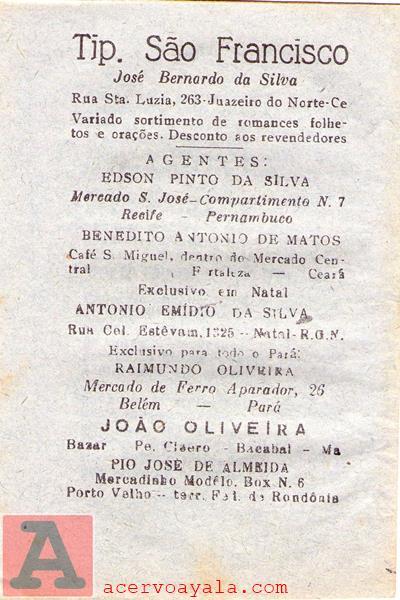 Tip. São Francisco
José Bernardo da Silva
Rua Sta. Luzia, 263-Juazeiro do Norte-Ce
Variado sortimento de romances folhe-
tos e orações. Desconto aos revendedores
AGENTES:
EDSON PINTO DA SILVA
Mercado S. José-Compartimento N. 7
Recife - Pernambuco
BENEDITO ANTONIO DE MATOS
Café S. Miguel, dentro do Mercado Cen-
tral Fortaleza — Ceará
Exclusivo em Natal
ANTONIO EMÍDIO DA SILVA
Rua Cel. Estêvam, 1325 -- Natal-R.G.N.
Exclusivo para todo o Pará:
RAIMUNDO OLIVEIRA
Mercado de Ferro Aparador, 26
Belém — Pará
JOÃO OLIVEIRA
Bazar Pe. Cícero - Bacabal - Ma
PIO JOSÉ DE ALMEIDA
Mercadinho Modêlo, Box N. 6
Porto Velho -- terr. Fed. de Rondônia
A
acervoayala.com